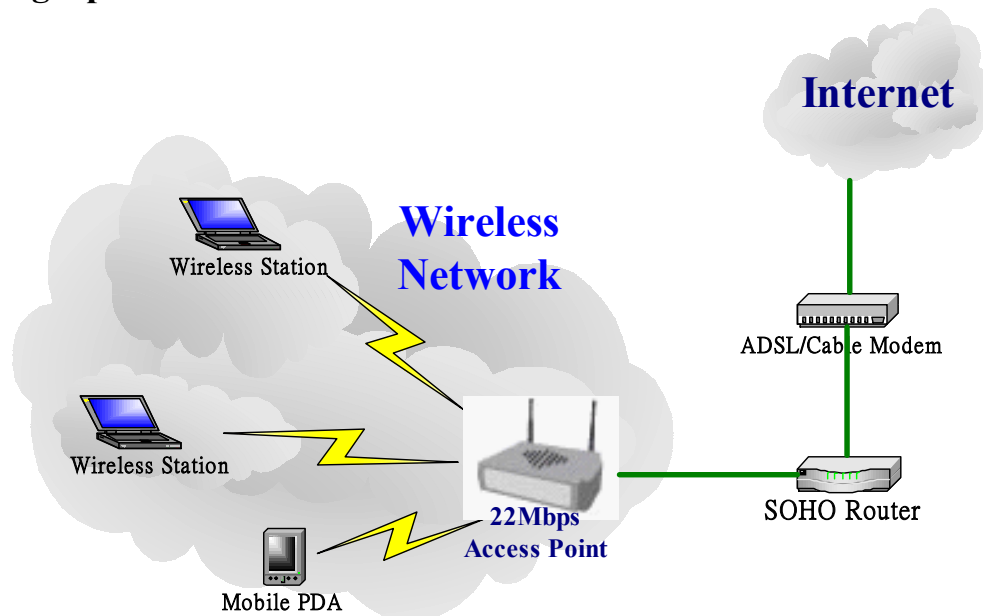 Internet
Wireless
Network
Wireless Station
ADSL/Cable Modem
Wireless Station
22Mbps
Access Point
SOHO Router
Mobile PDA